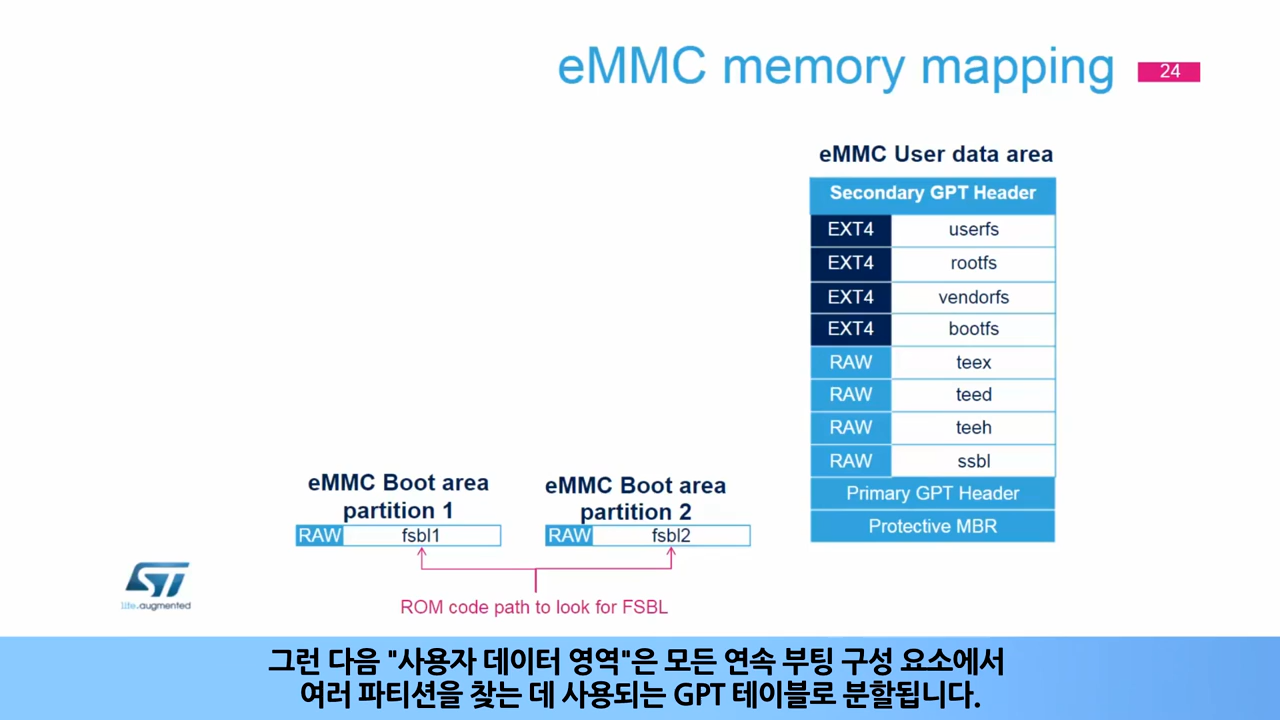 eMMC memory mapping
24
eMMC User data area
Secondary GPT Header
EXT4 userfs
EXT4 rootfs
EXT4 vendorfs
EXT4 bootfs
RAW teex
RAW teed
RAW teeh
RAW ssbl
Primary GPT Header
Protective MBR
eMMC Boot area
partition 1
RAW fsbl1
eMMC Boot area
partition 2
RAW fsbl2
ROM code path to look for FSBL
ST
life.augmented
그런 다음 "사용자 데이터 영역"은 모든 연속 부팅 구성 요소에서
여러 파티션을 찾는 데 사용되는 GPT 테이블로 분할됩니다.